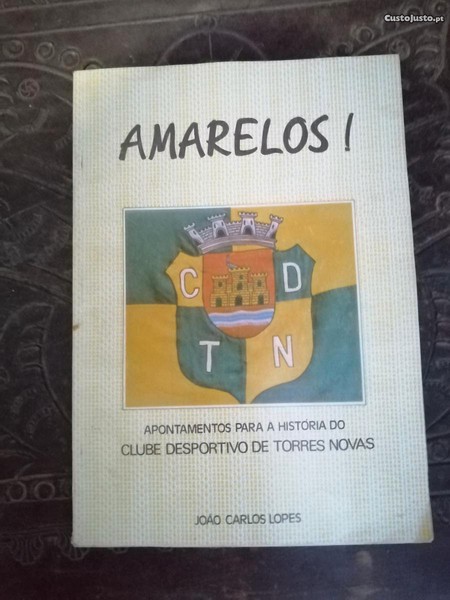 CustoJusto.pt
AMARELOS!
C D
T N
APONTAMENTOS PARA A HISTÓRIA DO
CLUBE DESPORTIVO DE TORRES NOVAS
JOÃO CARLOS LOPES